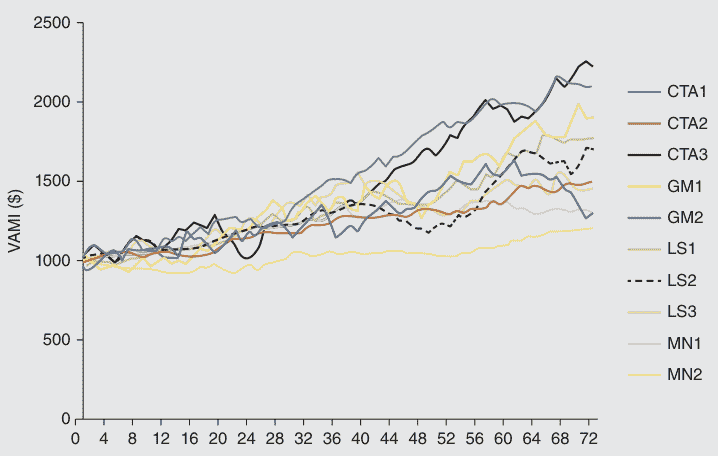 2500
2000
1500
1000
500
0
VAMI ($)
0 4 8 12 16 20 24 28 32 36 40 44 48 52 56 60 64 68 72
CTA1
CTA2
CTA3
GM1
GM2
LS1
LS2
LS3
MN1
MN2